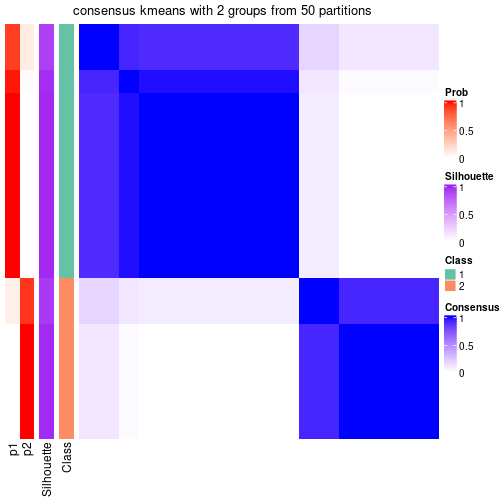 consensus kmeans with 2 groups from 50 partitions
Prob
1
0.5
0
Silhouette
1
0.5
0
Class
1
2
Consensus
1
0.5
0
p1
p2
Silhouette
Class